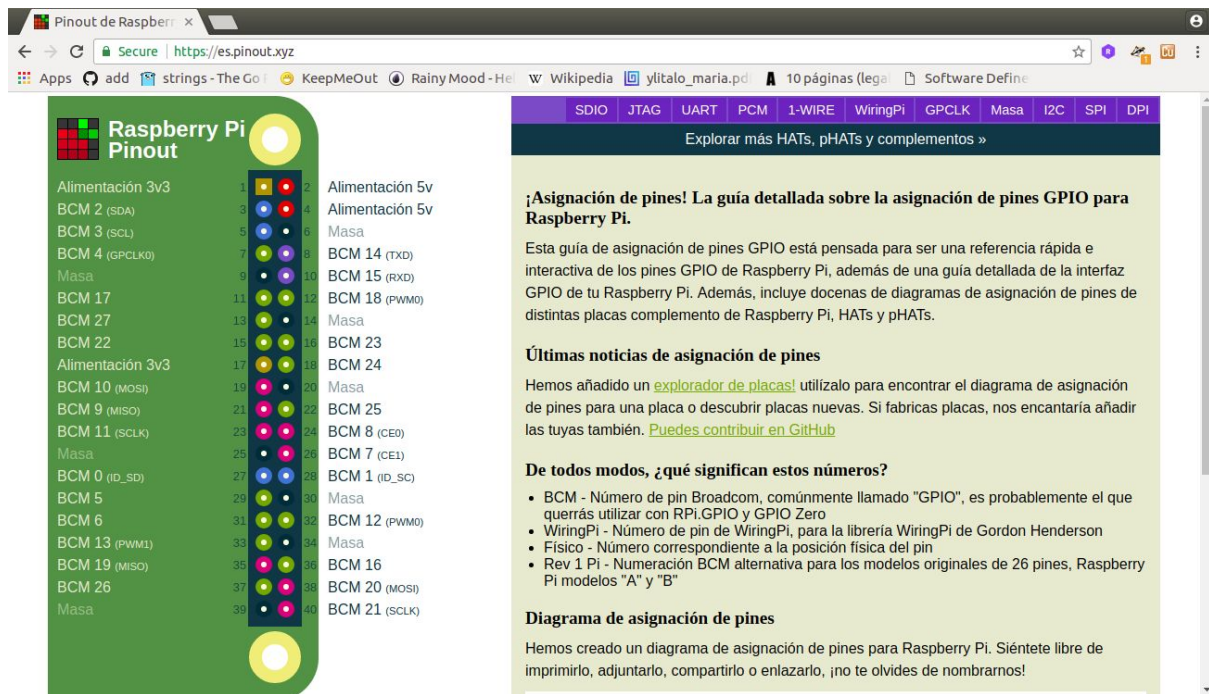 Pinout de Raspberr
Secure | https://es.pinout.xyz
Apps add strings - The Go KeepMeOut Rainy Mood - Hel Wikipedia ylitalo_maria.pd 10 páginas (lega Software Define
Raspberry Pi
Pinout
Alimentación 3v3 1 2 Alimentación 5v
BCM 2 (SDA) 3 4 Alimentación 5v
BCM 3 (SCL) 5 6 Masa
BCM 4 (GPCLK0) 7 8 BCM 14 (TXD)
Masa 9 10 BCM 15 (RXD)
BCM 17 11 12 BCM 18 (PWM0)
BCM 27 13 14 Masa
BCM 22 15 16 BCM 23
Alimentación 3v3 17 18 BCM 24
BCM 10 (MOSI) 19 20 Masa
BCM 9 (MISO) 21 22 BCM 25
BCM 11 (SCLK) 23 24 BCM 8 (CE0)
Masa 25 26 BCM 7 (CE1)
BCM 0 (ID_SD) 27 28 BCM 1 (ID_SC)
BCM 5 29 30 Masa
BCM 6 31 32 BCM 12 (PWM0)
BCM 13 (PWM1) 33 34 Masa
BCM 19 (MISO) 35 36 BCM 16
BCM 26 37 38 BCM 20 (MOSI)
Masa 39 40 BCM 21 (SCLK)
SDIO JTAG UART PCM 1-WIRE WiringPi GPCLK Masa I2C SPI DPI
Explorar más HATs, pHATs y complementos »
¡Asignación de pines! La guía detallada sobre la asignación de pines GPIO para
Raspberry Pi.
Esta guía de asignación de pines GPIO está pensada para ser una referencia rápida e
interactiva de los pines GPIO de Raspberry Pi, además de una guía detallada de la interfaz
GPIO de tu Raspberry Pi. Además, incluye docenas de diagramas de asignación de pines de
distintas placas complemento de Raspberry Pi, HATs y pHATs.
Últimas noticias de asignación de pines
Hemos añadido un explorador de placas! utilízalo para encontrar el diagrama de asignación
de pines para una placa o descubrir placas nuevas. Si fabricas placas, nos encantaría añadir
las tuyas también. Puedes contribuir en GitHub
De todos modos, ¿qué significan estos números?
• BCM - Número de pin Broadcom, comúnmente llamado "GPIO", es probablemente el que
querrás utilizar con RPi.GPIO y GPIO Zero
• WiringPi - Número de pin de WiringPi, para la librería WiringPi de Gordon Henderson
• Físico - Número correspondiente a la posición física del pin
• Rev 1 Pi - Numeración BCM alternativa para los modelos originales de 26 pines, Raspberry
Pi modelos "A" y "B"
Diagrama de asignación de pines
Hemos creado un diagrama de asignación de pines para Raspberry Pi. Siéntete libre de
imprimirlo, adjuntarlo, compartirlo o enlazarlo, ¡no te olvides de nombrarnos!